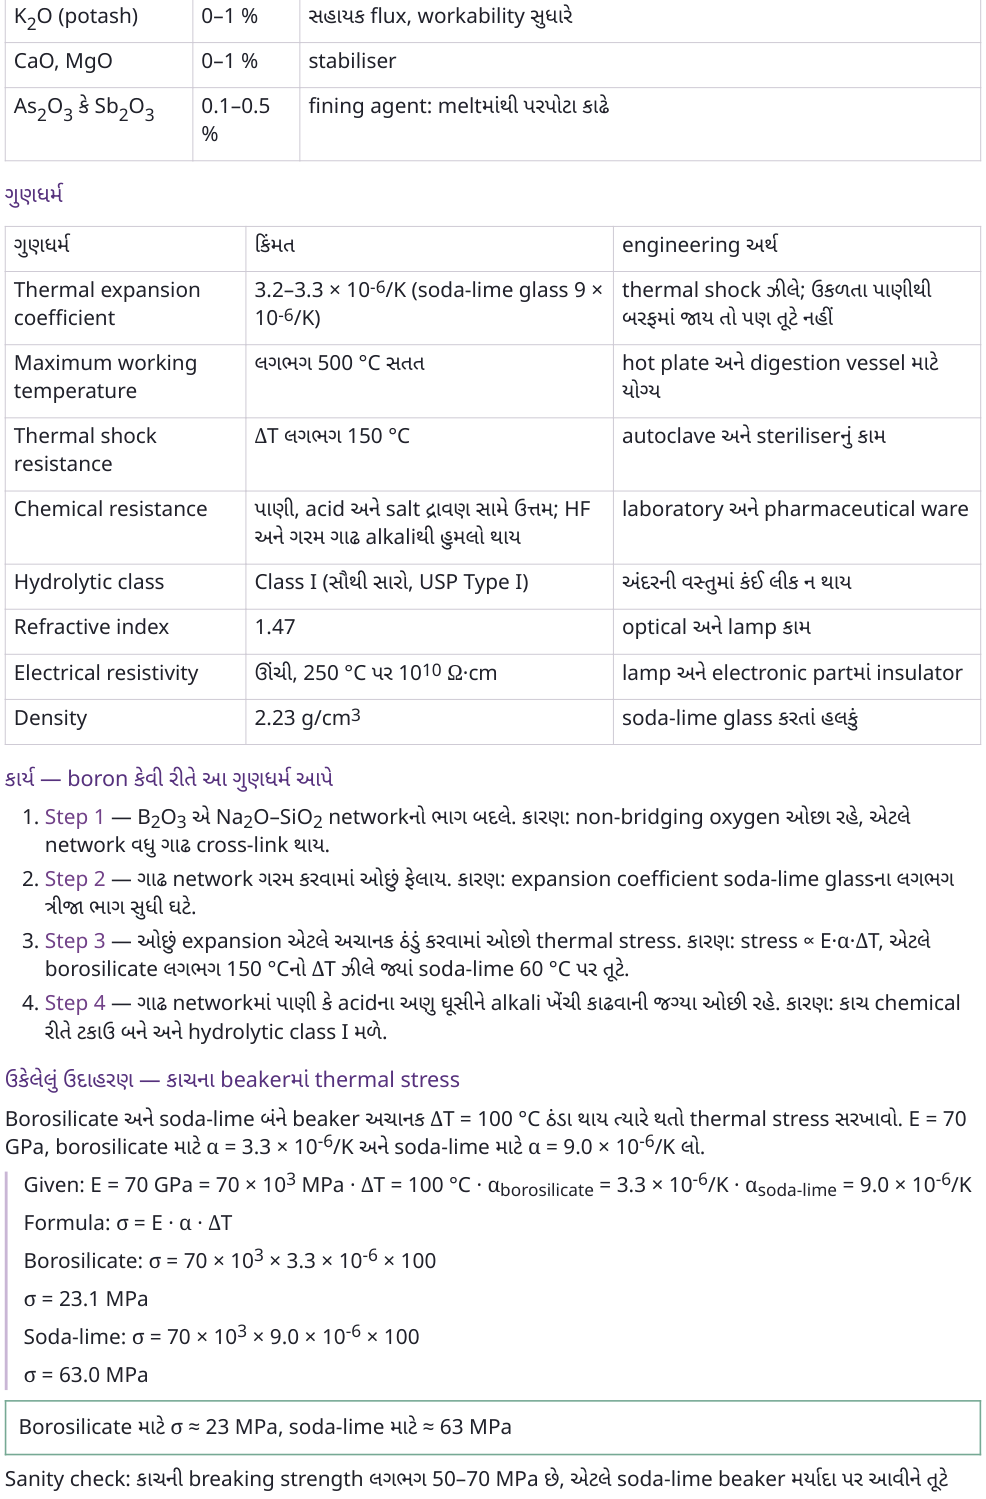 K2O (potash) 0–1 % સહાયક flux, workability સુધારે
CaO, MgO 0–1 % stabiliser
As2O3 કે Sb2O3 0.1–0.5 fining agent: meltમાંથી પરપોટા કાઢે
%
ગુણધર્મ
ગુણધર્મ કિંમત engineering અર્થ
Thermal expansion 3.2–3.3 × 10-6/K (soda-lime glass 9 × thermal shock ઝીલે; ઉકળતા પાણીથી
coefficient 10-6/K) બરફમાં જાય તો પણ તૂટે નહીં
Maximum working લગભગ 500 °C સતત hot plate અને digestion vessel માટે
temperature યોગ્ય
Thermal shock ΔT લગભગ 150 °C autoclave અને steriliserનું કામ
resistance
Chemical resistance પાણી, acid અને salt દ્રાવણ સામે ઉત્તમ; HF laboratory અને pharmaceutical ware
અને ગરમ ગાઢ alkaliથી હુમલો થાય
Hydrolytic class Class I (સૌથી સારો, USP Type I) અંદરની વસ્તુમાં કંઈ લીક ન થાય
Refractive index 1.47 optical અને lamp કામ
Electrical resistivity ઊંચી, 250 °C પર 1010 Ω·cm lamp અને electronic partમાં insulator
Density 2.23 g/cm3 soda-lime glass કરતાં હલકું
કાર્ય — boron કેવી રીતે આ ગુણધર્મ આપે
1. Step 1 — B2O3 એ Na2O–SiO2 networkનો ભાગ બદલે. કારણ: non-bridging oxygen ઓછા રહે, એટલે
network વધુ ગાઢ cross-link થાય.
2. Step 2 — ગાઢ network ગરમ કરવામાં ઓછું ફેલાય. કારણ: expansion coefficient soda-lime glassના લગભગ
ત્રીજા ભાગ સુધી ઘટે.
3. Step 3 — ઓછું expansion એટલે અચાનક ઠંડું કરવામાં ઓછો thermal stress. કારણ: stress ∝ E·α·ΔT, એટલે
borosilicate લગભગ 150 °Cનો ΔT ઝીલે જ્યાં soda-lime 60 °C પર તૂટે.
4. Step 4 — ગાઢ networkમાં પાણી કે acidના અણુ ઘૂસીને alkali ખેંચી કાઢવાની જગ્યા ઓછી રહે. કારણ: કાચ chemical
રીતે ટકાઉ બને અને hydrolytic class I મળે.
ઉકેલેલું ઉદાહરણ — કાચના beakerમાં thermal stress
Borosilicate અને soda-lime બંને beaker અચાનક ΔT = 100 °C ઠંડા થાય ત્યારે થતો thermal stress સરખાવો. E = 70
GPa, borosilicate માટે α = 3.3 × 10-6/K અને soda-lime માટે α = 9.0 × 10-6/K લો.
Given: E = 70 GPa = 70 × 103 MPa · ΔT = 100 °C · αborosilicate = 3.3 × 10-6/K · αsoda-lime = 9.0 × 10-6/K
Formula: σ = E · α · ΔT
Borosilicate: σ = 70 × 103 × 3.3 × 10-6 × 100
σ = 23.1 MPa
Soda-lime: σ = 70 × 103 × 9.0 × 10-6 × 100
σ = 63.0 MPa
Borosilicate માટે σ ≈ 23 MPa, soda-lime માટે ≈ 63 MPa
Sanity check: કાચની breaking strength લગભગ 50–70 MPa છે, એટલે soda-lime beaker મર્યાદા પર આવીને તૂટે